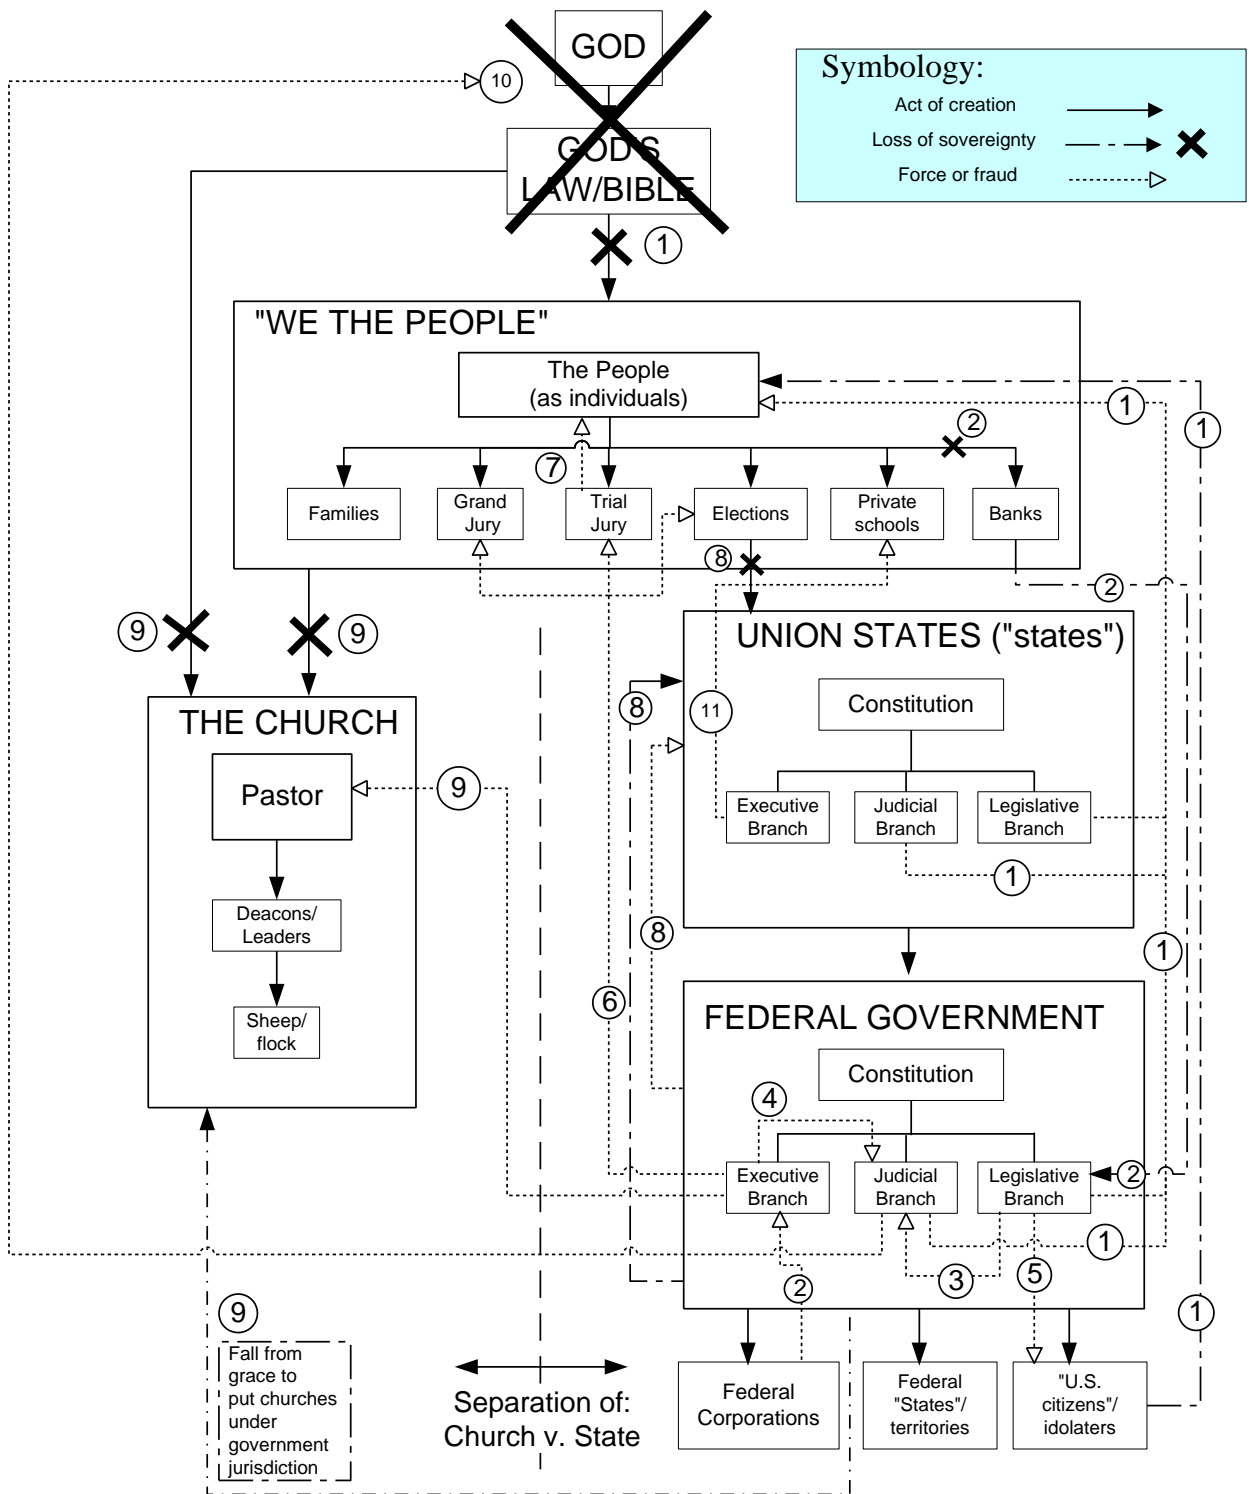 GOD
10
GOD'S
LAW/BIBLE
1
Symbology:
Act of creation
Loss of sovereignty
Force or fraud
"WE THE PEOPLE"
The People
(as individuals)
1
1
2
7
Families
Grand
Jury
Trial
Jury
Elections
Private
schools
Banks
8
2
9
9
UNION STATES ("states")
8
11
Constitution
Executive
Branch
Judicial
Branch
Legislative
Branch
1
THE CHURCH
Pastor
9
Deacons/
Leaders
8
1
Sheep/
flock
6
FEDERAL GOVERNMENT
Constitution
4
Executive
Branch
Judicial
Branch
Legislative
Branch
2
1
3
5
2
9
1
Fall from
grace to
put churches
under
government
jurisdiction
Separation of:
Church v. State
Federal
Corporations
Federal
"States"/
territories
"U.S.
citizens"/
idolaters